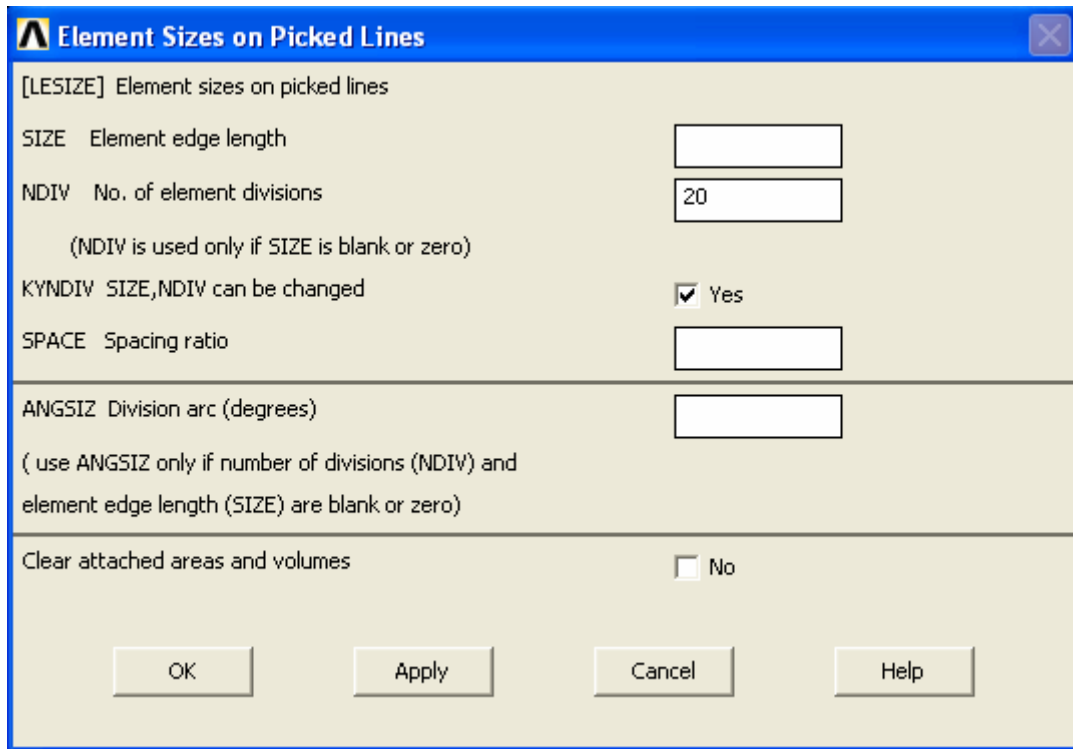 Element Sizes on Picked Lines
[LESIZE] Element sizes on picked lines
SIZE Element edge length
NDIV No. of element divisions 20
(NDIV is used only if SIZE is blank or zero)
KYNDIV SIZE,NDIV can be changed Yes
SPACE Spacing ratio
ANGSIZ Division arc (degrees)
( use ANGSIZ only if number of divisions (NDIV) and
element edge length (SIZE) are blank or zero)
Clear attached areas and volumes No
OK Apply Cancel Help